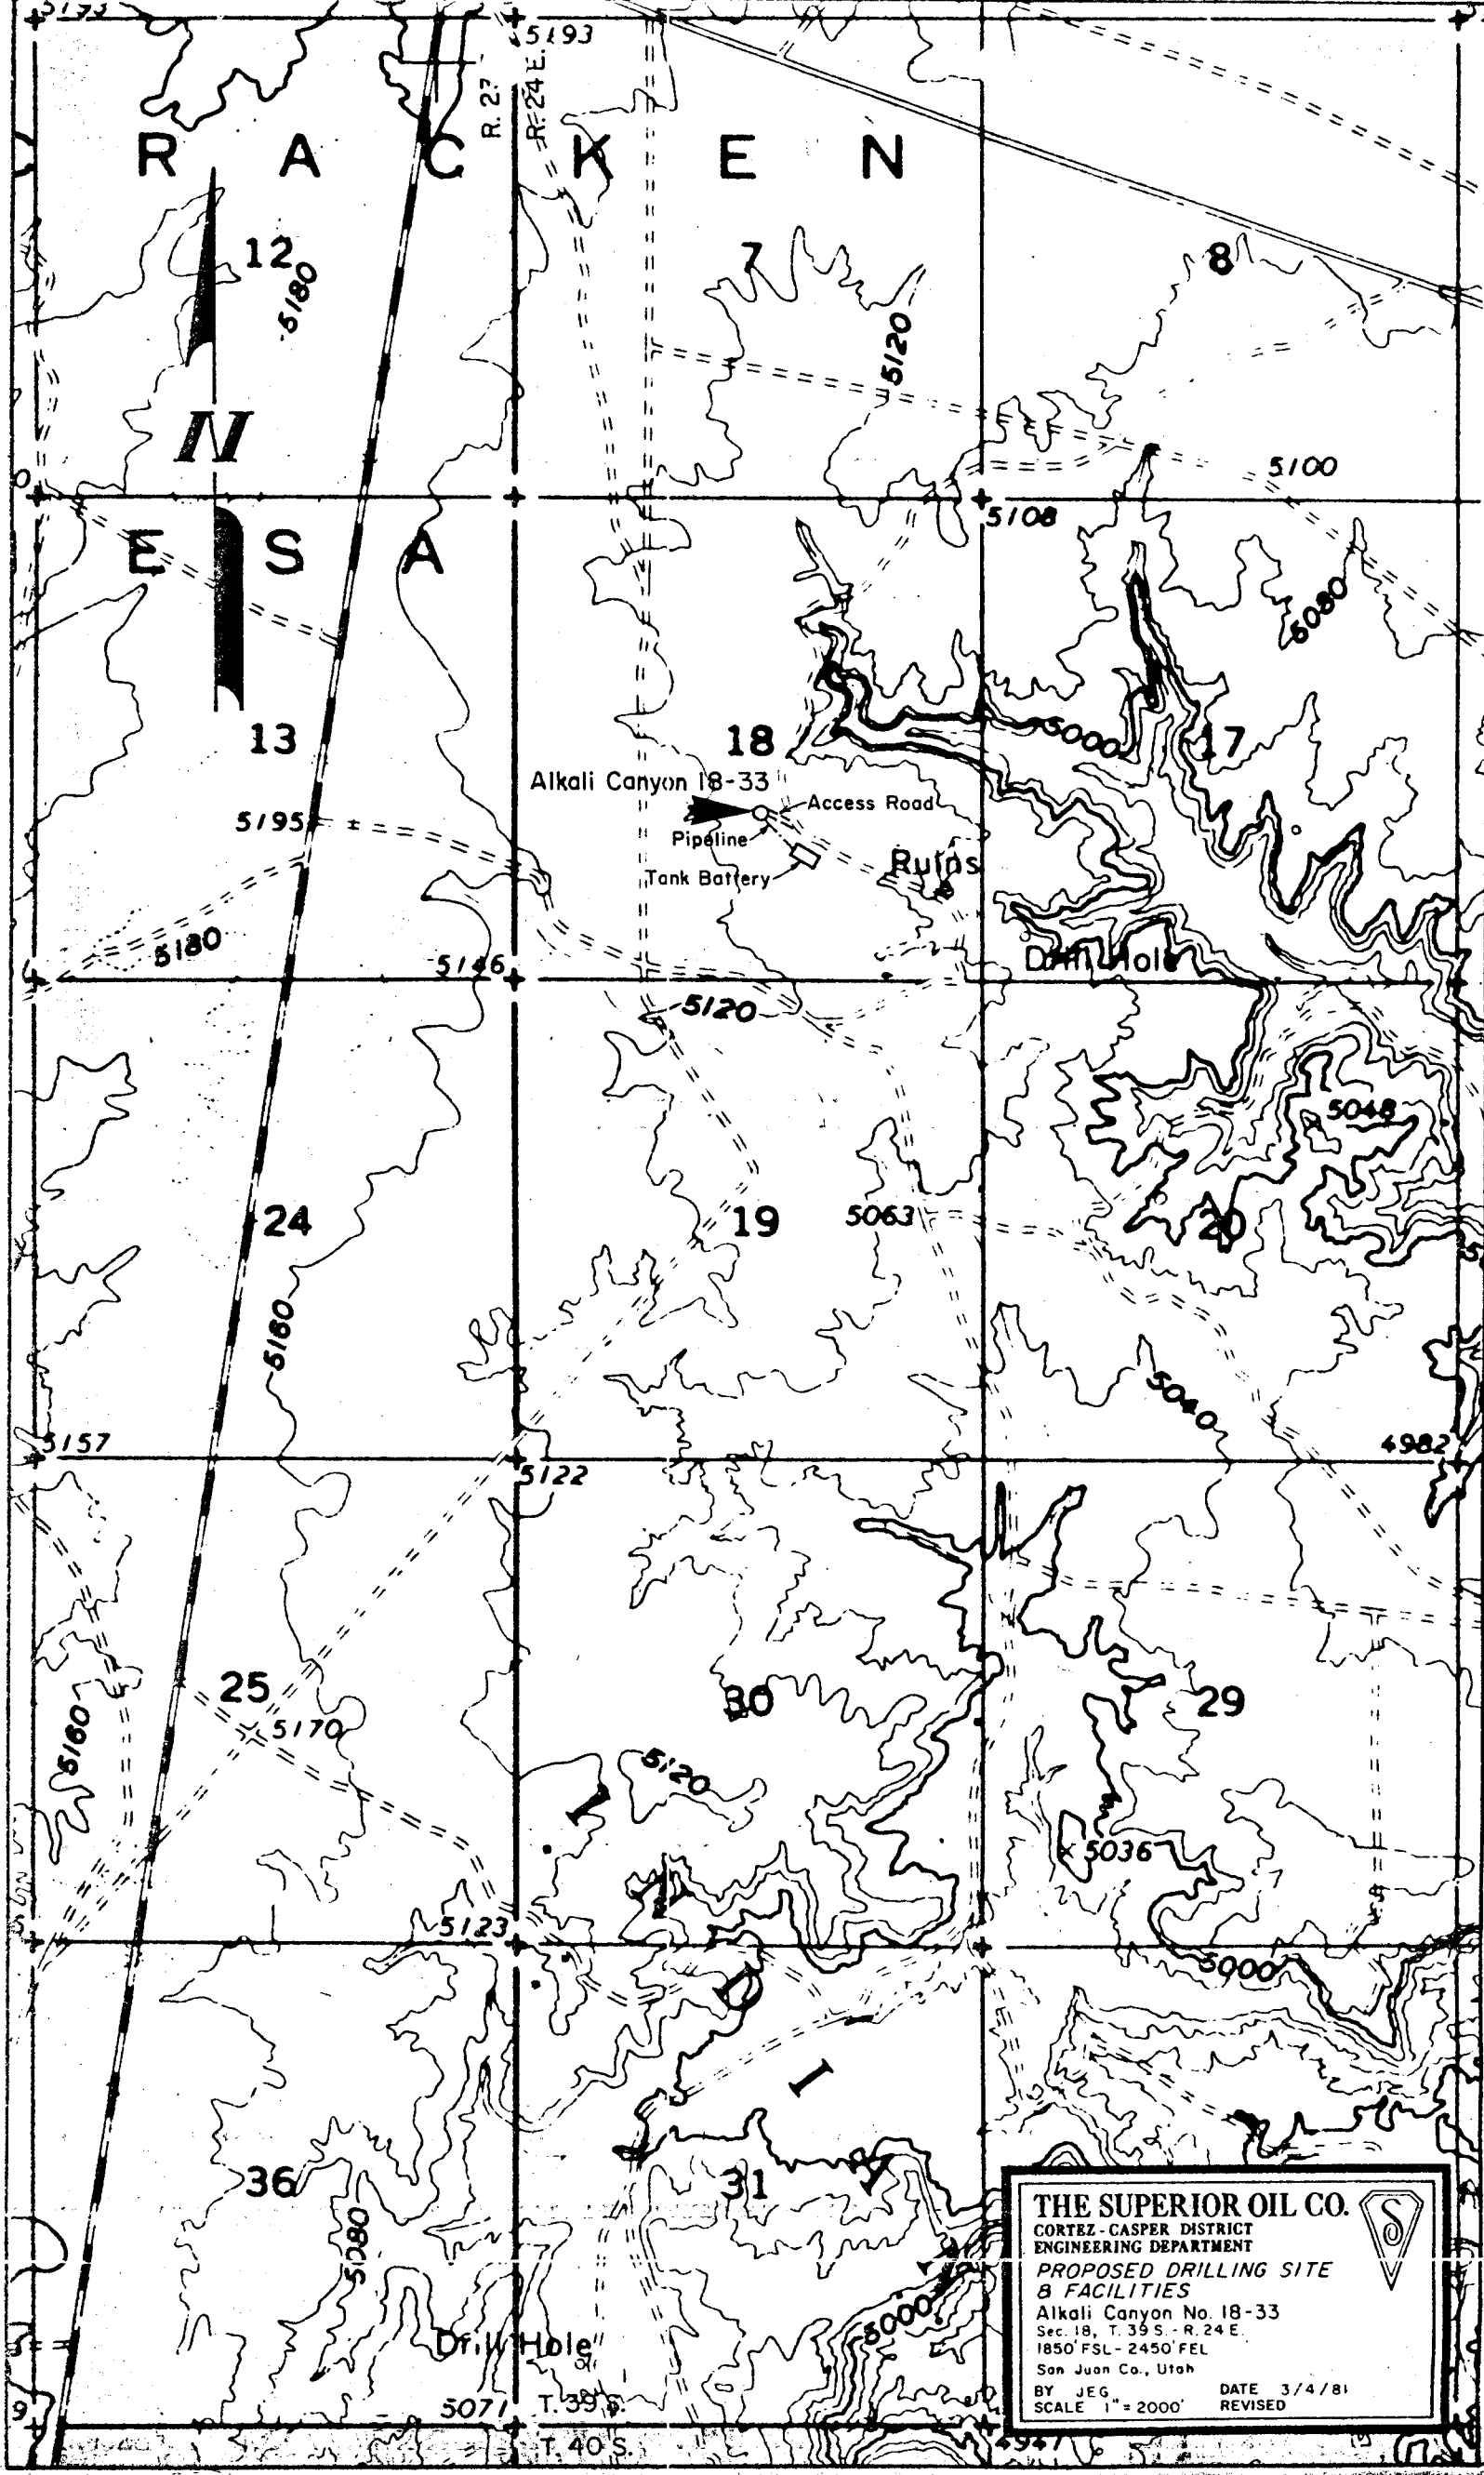 5193
R. 24 E.
R A C K E N
12
5180
7
8
5120
N
5100
5108
E S A
5080
13
18
5000
17
Alkali Canyon 18-33
Access Road
5195
Pipeline
Ruins
Tank Battery
5180
Drill Hole
5146
5120
5048
24
19
5063
20
5160
5040
5157
4982
5122
25
30
29
5170
5160
5120
5036
5123
5000
36
31
5080
5000
Drill Hole
5071
T. 39 S.
T. 40 S.
4947
THE SUPERIOR OIL CO.
CORTEZ - CASPER DISTRICT
ENGINEERING DEPARTMENT
PROPOSED DRILLING SITE
& FACILITIES
Alkali Canyon No. 18-33
Sec. 18, T. 39 S. - R. 24 E.
1850' FSL - 2450' FEL
San Juan Co., Utah
BY JEG DATE 3/4/81
SCALE 1" = 2000' REVISED